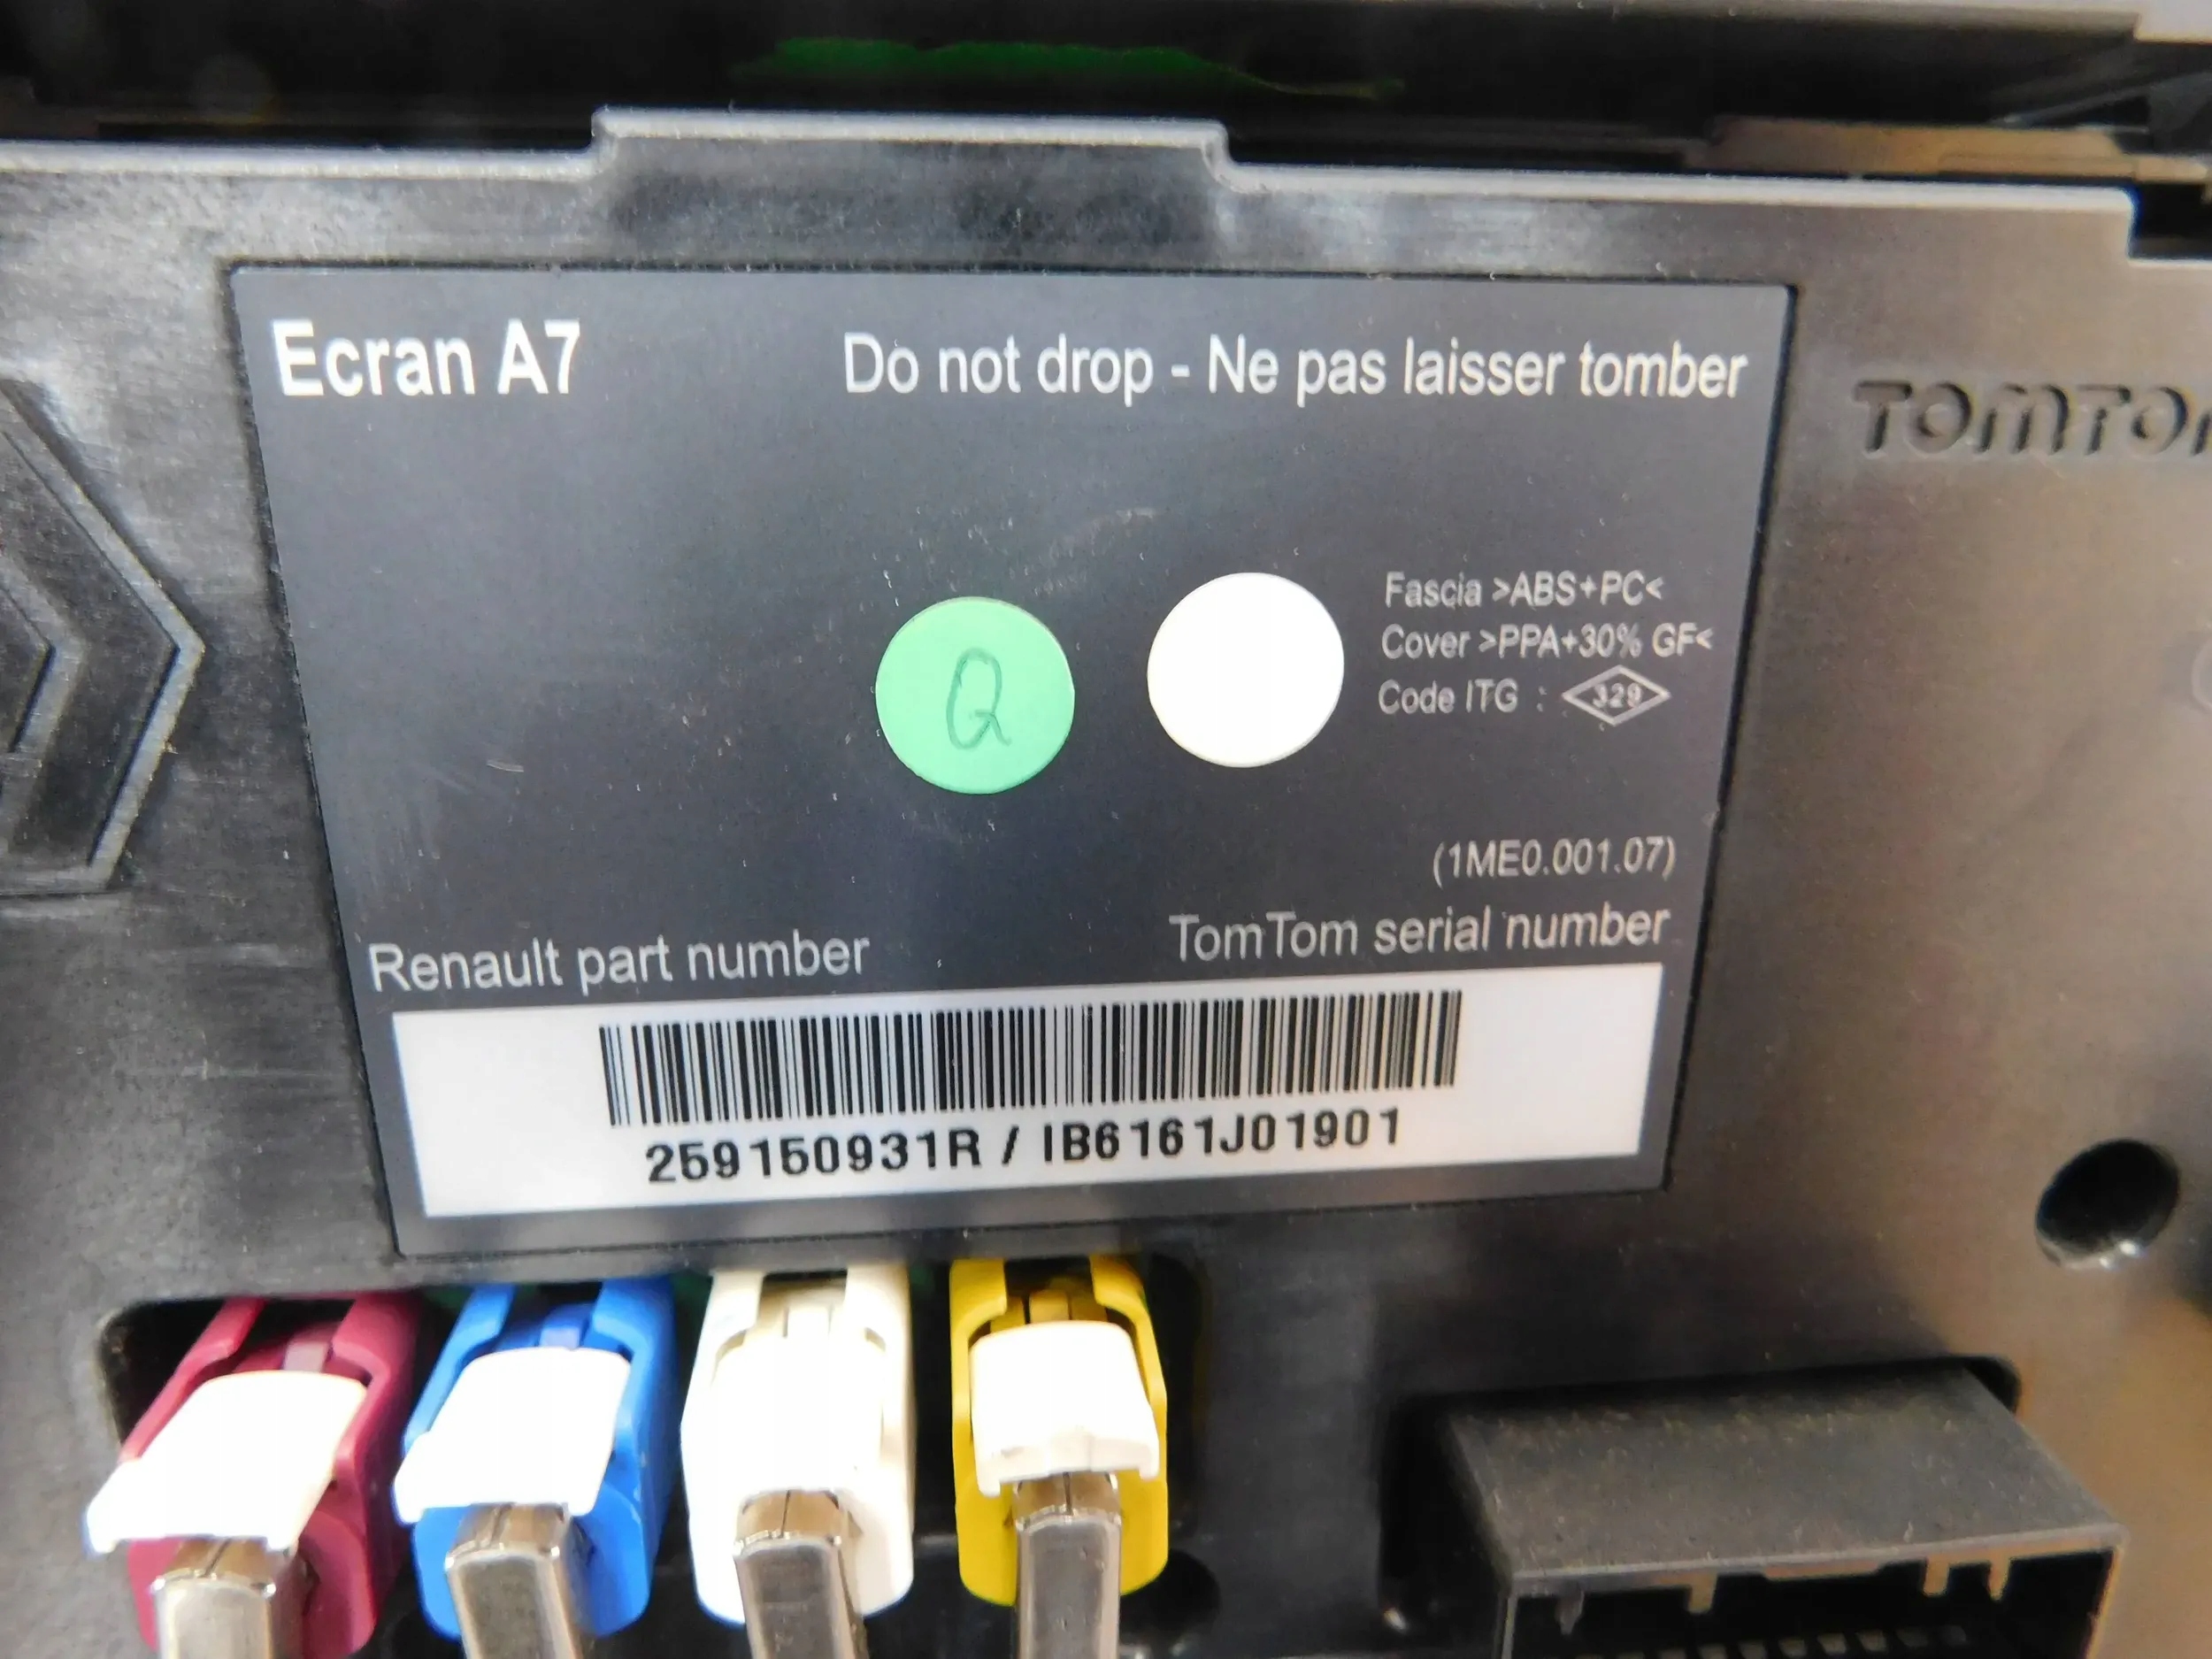 Ecran A7
Do not drop - Ne pas laisser tomber
TOMTO
Q
Fascia >ABS+PC<
Cover >PPA+30% GF<
Code ITG : 329
(1ME0.001.07)
Renault part number
TomTom serial number
259150931R / IB6161J01901